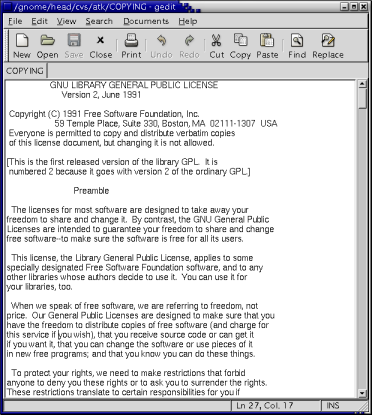 /gnome/head/cvs/atk/COPYING - gedit
File Edit View Search Documents Help
New Open Save Close Print Undo Redo Cut Copy Paste Find Replace
COPYING
GNU LIBRARY GENERAL PUBLIC LICENSE
Version 2, June 1991
Copyright (C) 1991 Free Software Foundation, Inc.
59 Temple Place, Suite 330, Boston, MA 02111-1307 USA
Everyone is permitted to copy and distribute verbatim copies
of this license document, but changing it is not allowed.
[This is the first released version of the library GPL. It is
numbered 2 because it goes with version 2 of the ordinary GPL.]
Preamble
The licenses for most software are designed to take away your
freedom to share and change it. By contrast, the GNU General Public
Licenses are intended to guarantee your freedom to share and change
free software--to make sure the software is free for all its users.
This license, the Library General Public License, applies to some
specially designated Free Software Foundation software, and to any
other libraries whose authors decide to use it. You can use it for
your libraries, too.
When we speak of free software, we are referring to freedom, not
price. Our General Public Licenses are designed to make sure that you
have the freedom to distribute copies of free software (and charge for
this service if you wish), that you receive source code or can get it
if you want it, that you can change the software or use pieces of it
in new free programs; and that you know you can do these things.
To protect your rights, we need to make restrictions that forbid
anyone to deny you these rights or to ask you to surrender the rights.
These restrictions translate to certain responsibilities for you if
Ln 27, Col. 17 INS